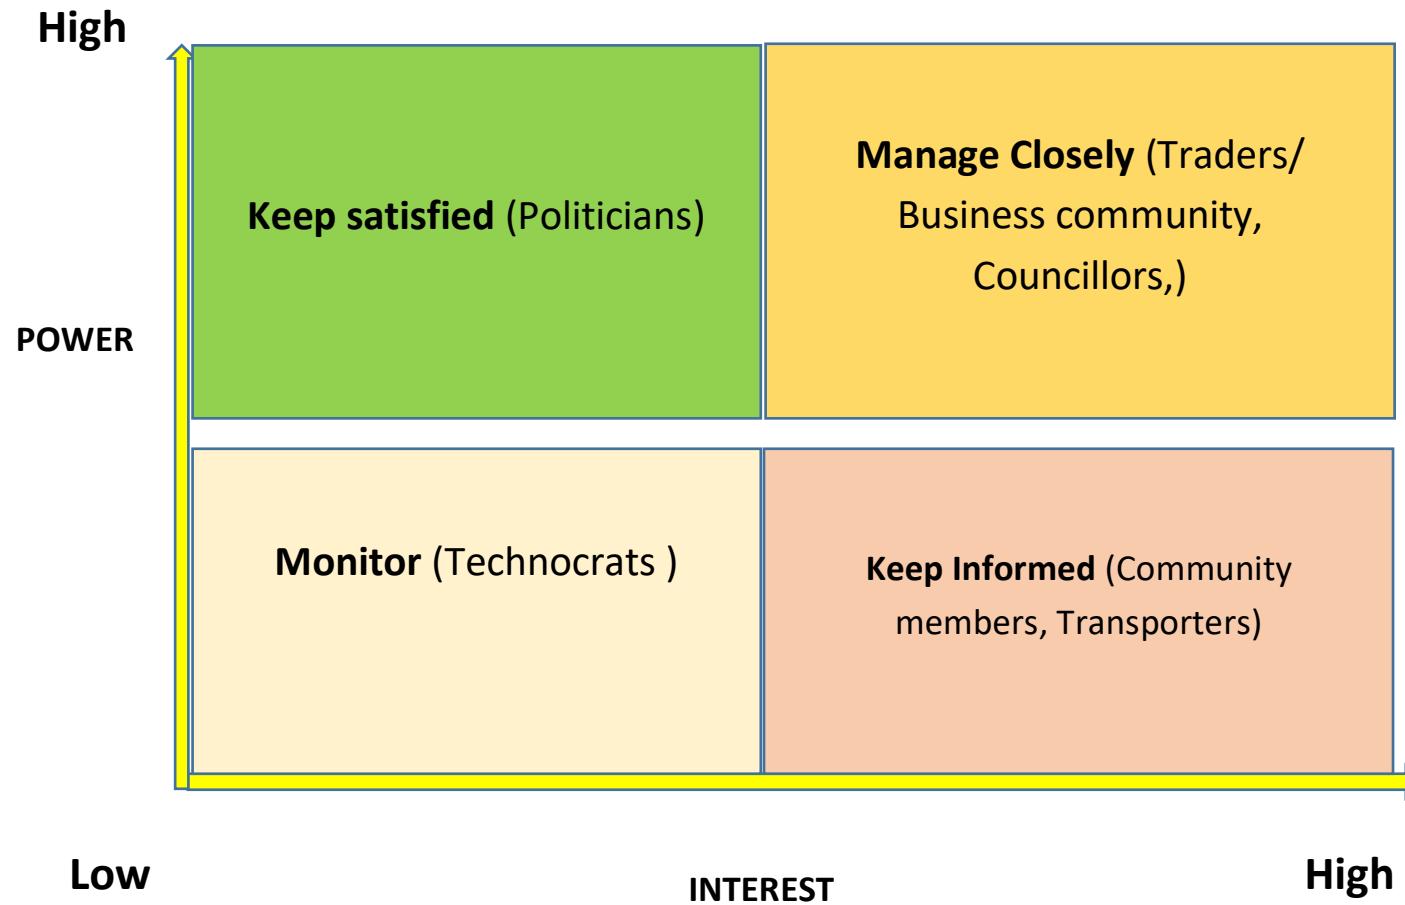 High
Keep satisfied (Politicians)
Manage Closely (Traders/
Business community,
Councillors,)
POWER
Monitor (Technocrats )
Keep Informed (Community
members, Transporters)
Low
INTEREST
High